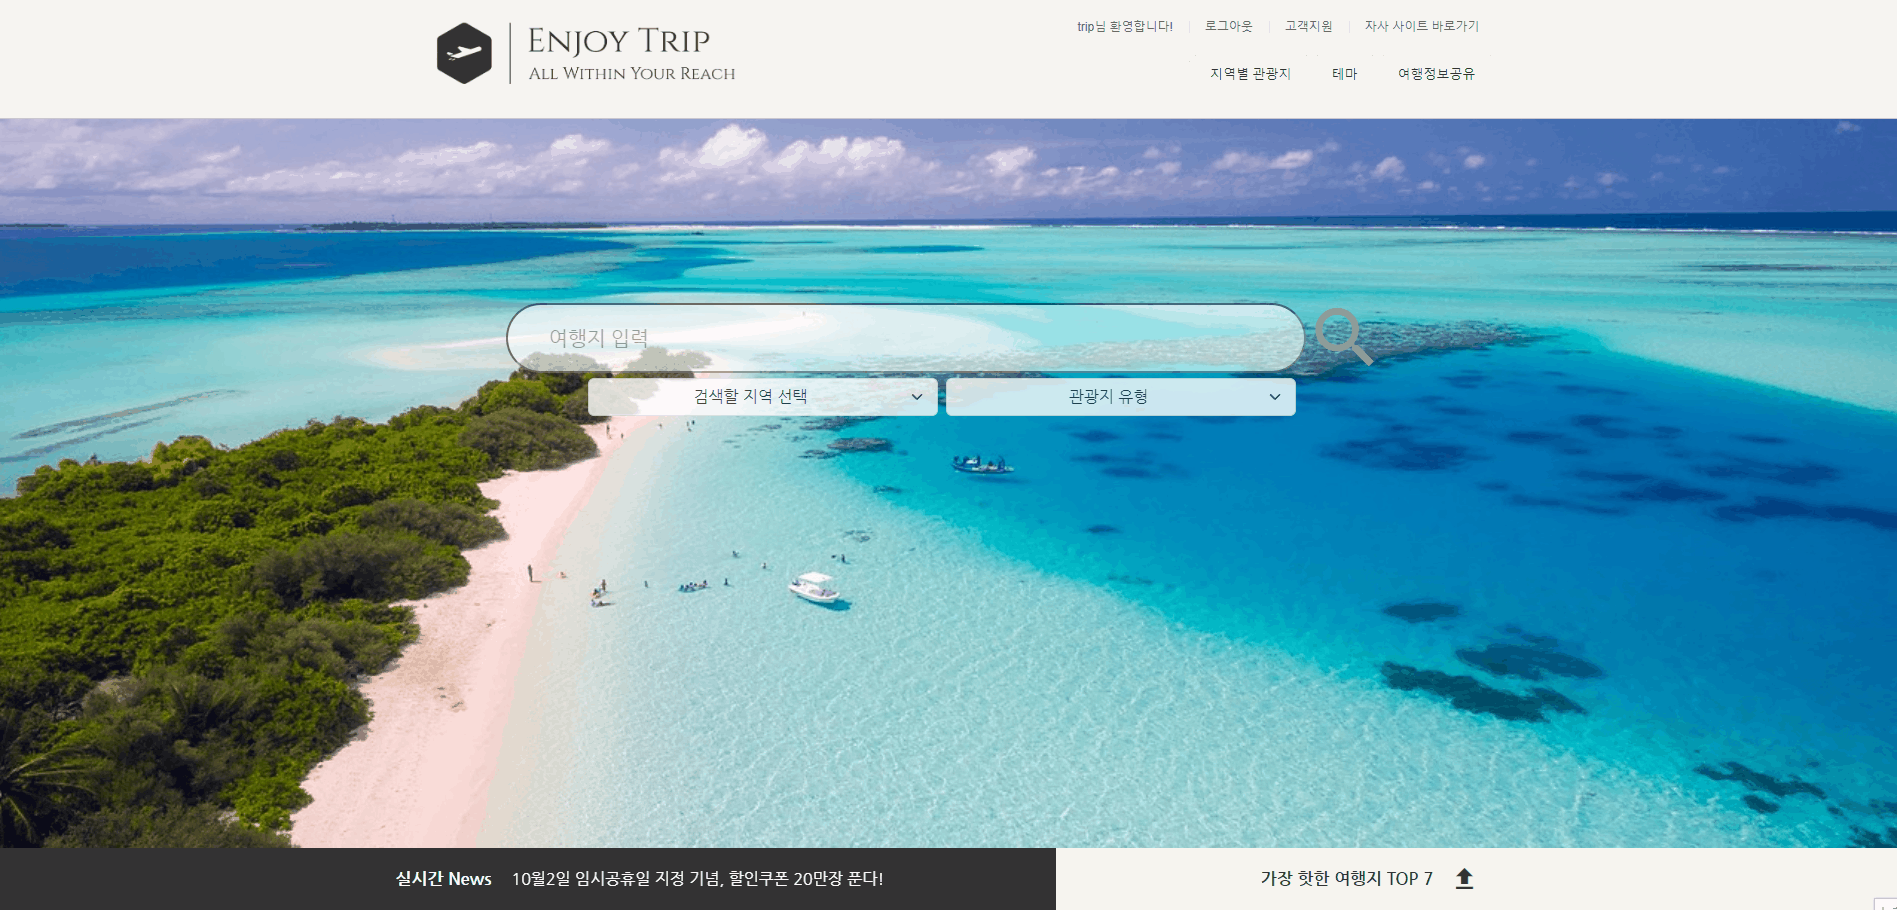 ENJOY TRIP
ALL WITHIN YOUR REACH
trip님 환영합니다!
로그아웃
고객지원
자사 사이트 바로가기
지역별 관광지
테마
여행정보공유
여행지 입력
검색할 지역 선택
관광지 유형
실시간 News 10월2일 임시공휴일 지정 기념, 할인쿠폰 20만장 푼다!
가장 핫한 여행지 TOP 7